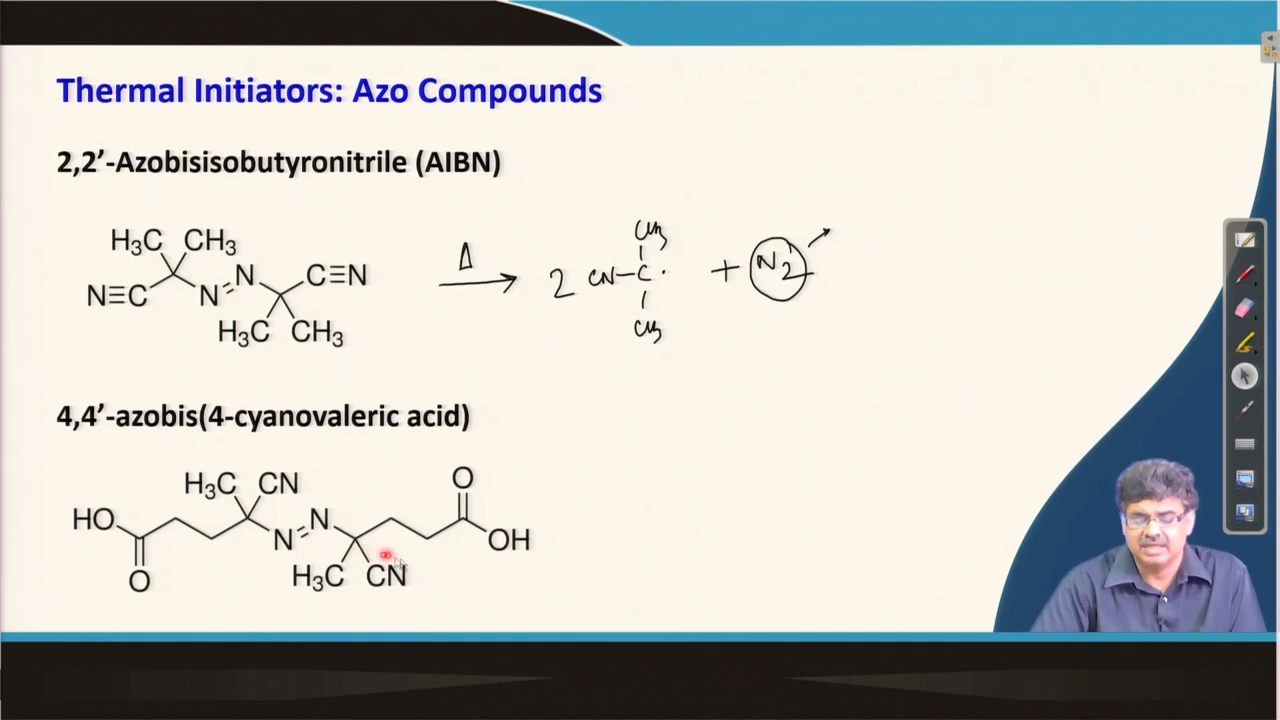 Thermal Initiators: Azo Compounds
2,2’-Azobisisobutyronitrile (AIBN)
H₃C CH₃
N≡C N=N C≡N
H₃C CH₃
Δ
CH₃
2 CN–C· + N₂
CH₃
4,4’-azobis(4-cyanovaleric acid)
H₃C CN O
HO N=N OH
O H₃C CN